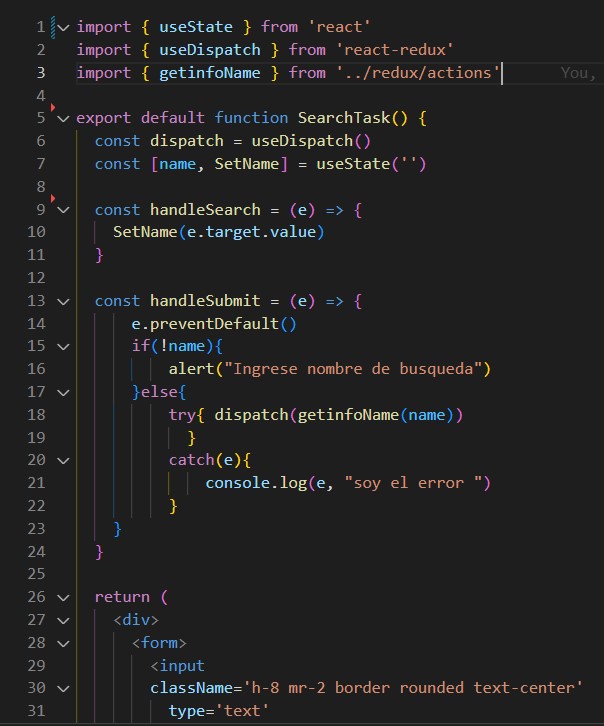 1 import { useState } from 'react'
2 import { useDispatch } from 'react-redux'
3 import { getinfoName } from '../redux/actions' You,
4
5 export default function SearchTask() {
6 const dispatch = useDispatch()
7 const [name, SetName] = useState('')
8
9 const handleSearch = (e) => {
10 SetName(e.target.value)
11 }
12
13 const handleSubmit = (e) => {
14 e.preventDefault()
15 if(!name){
16 alert("Ingrese nombre de busqueda")
17 }else{
18 try{ dispatch(getinfoName(name))
19 }
20 catch(e){
21 console.log(e, "soy el error ")
22 }
23 }
24 }
25
26 return (
27 <div>
28 <form>
29 <input
30 className='h-8 mr-2 border rounded text-center'
31 type='text'